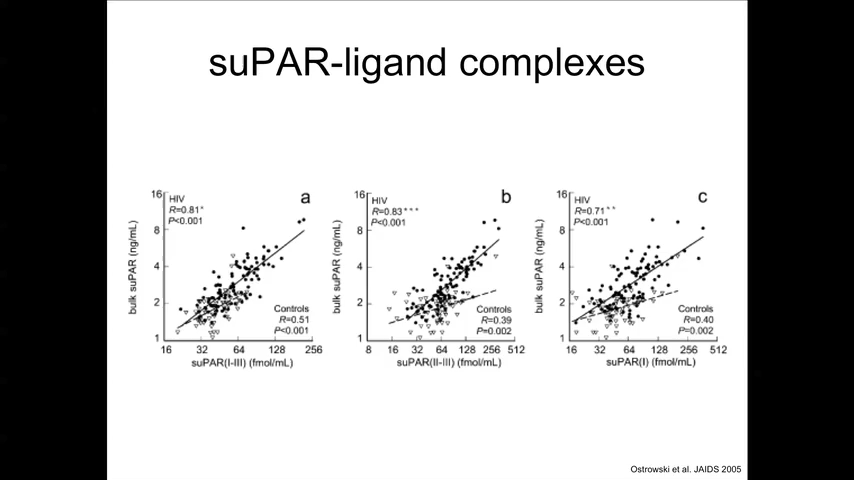 suPAR-ligand complexes
a
HIV
R=0.81*
P<0.001
16
8
4
2
1
bulk suPAR (ng/mL)
Controls
R=0.51
P<0.001
16 32 64 128 256
suPAR(I-III) (fmol/mL)
b
HIV
R=0.83***
P<0.001
16
8
4
2
1
bulk suPAR (ng/mL)
Controls
R=0.39
P=0.002
8 16 32 64 128 256 512
suPAR(II-III) (fmol/mL)
c
HIV
R=0.71**
P<0.001
16
8
4
2
1
bulk suPAR (ng/mL)
Controls
R=0.40
P=0.002
16 32 64 128 256 512
suPAR(I) (fmol/mL)
Ostrowski et al. JAIDS 2005